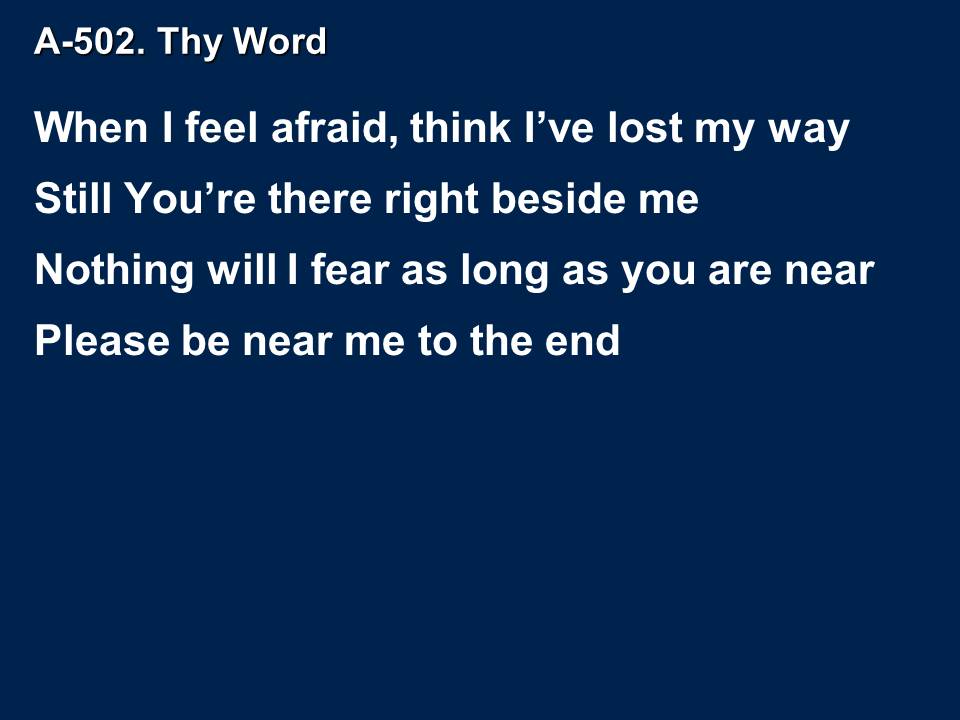 A-502. Thy Word
When I feel afraid, think I’ve lost my way
Still You’re there right beside me
Nothing will I fear as long as you are near
Please be near me to the end